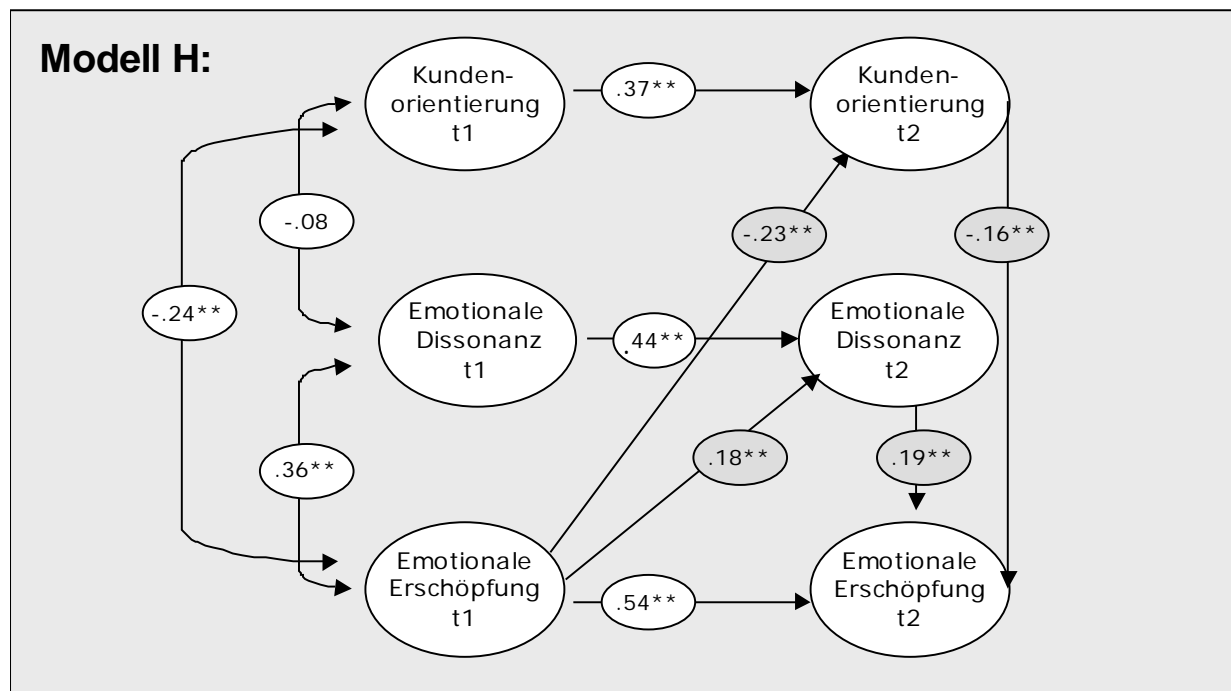 Modell H:
Kunden-
orientierung
t1
.37**
Kunden-
orientierung
t2
-.08
-.23**
-.16**
-.24**
Emotionale
Dissonanz
t1
.44**
Emotionale
Dissonanz
t2
.36**
.18**
.19**
Emotionale
Erschöpfung
t1
.54**
Emotionale
Erschöpfung
t2